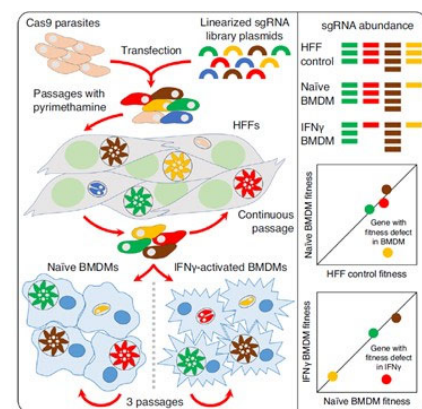 Cas9 parasites
Linearized sgRNA
library plasmids
Transfection
Passages with
pyrimethamine
HFFs
Continuous
passage
Naïve BMDMs
IFNγ-activated BMDMs
3 passages
sgRNA abundance
HFF
control
Naïve
BMDM
IFNγ
BMDM
Naïve BMDM fitness
Gene with
fitness defect
in BMDM
HFF control fitness
IFNγ BMDM fitness
Gene with
fitness defect
in IFNγ
Naïve BMDM fitness